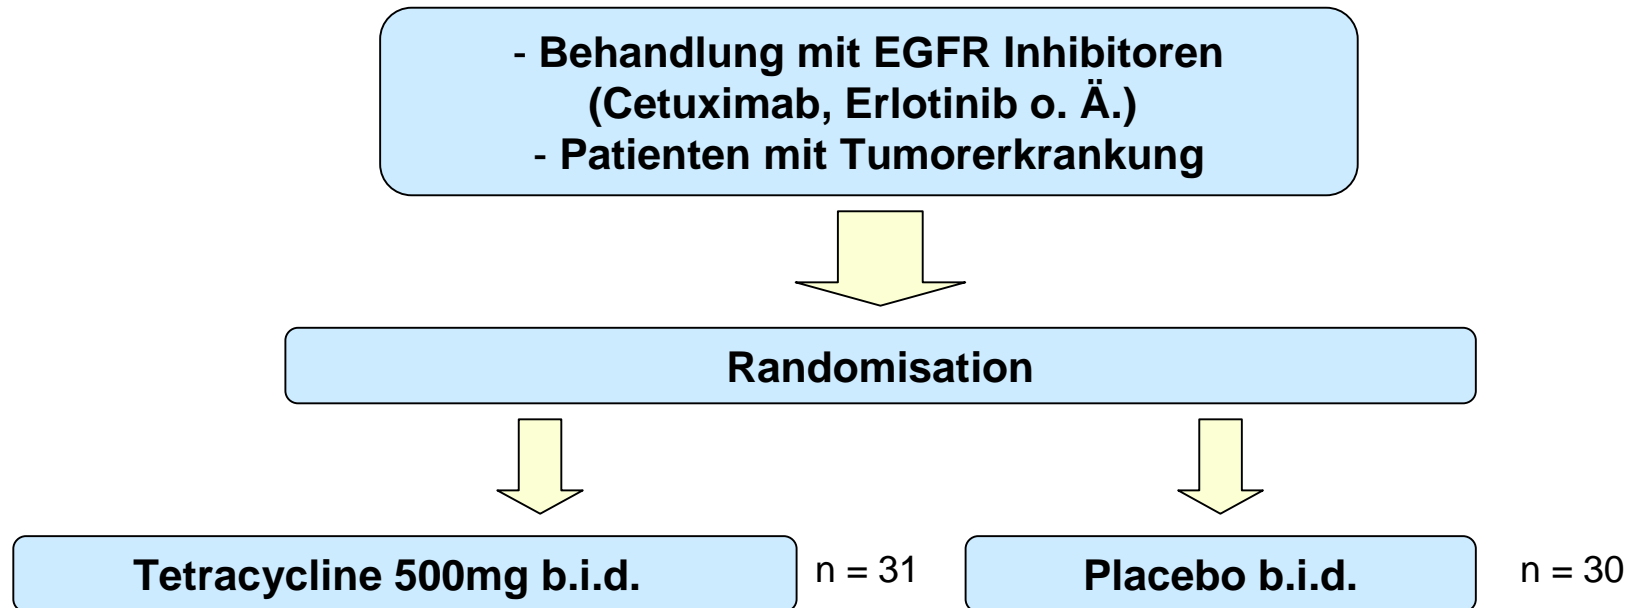 - Behandlung mit EGFR Inhibitoren
(Cetuximab, Erlotinib o. Ä.)
- Patienten mit Tumorerkrankung
Randomisation
Tetracycline 500mg b.i.d.
n = 31
Placebo b.i.d.
n = 30